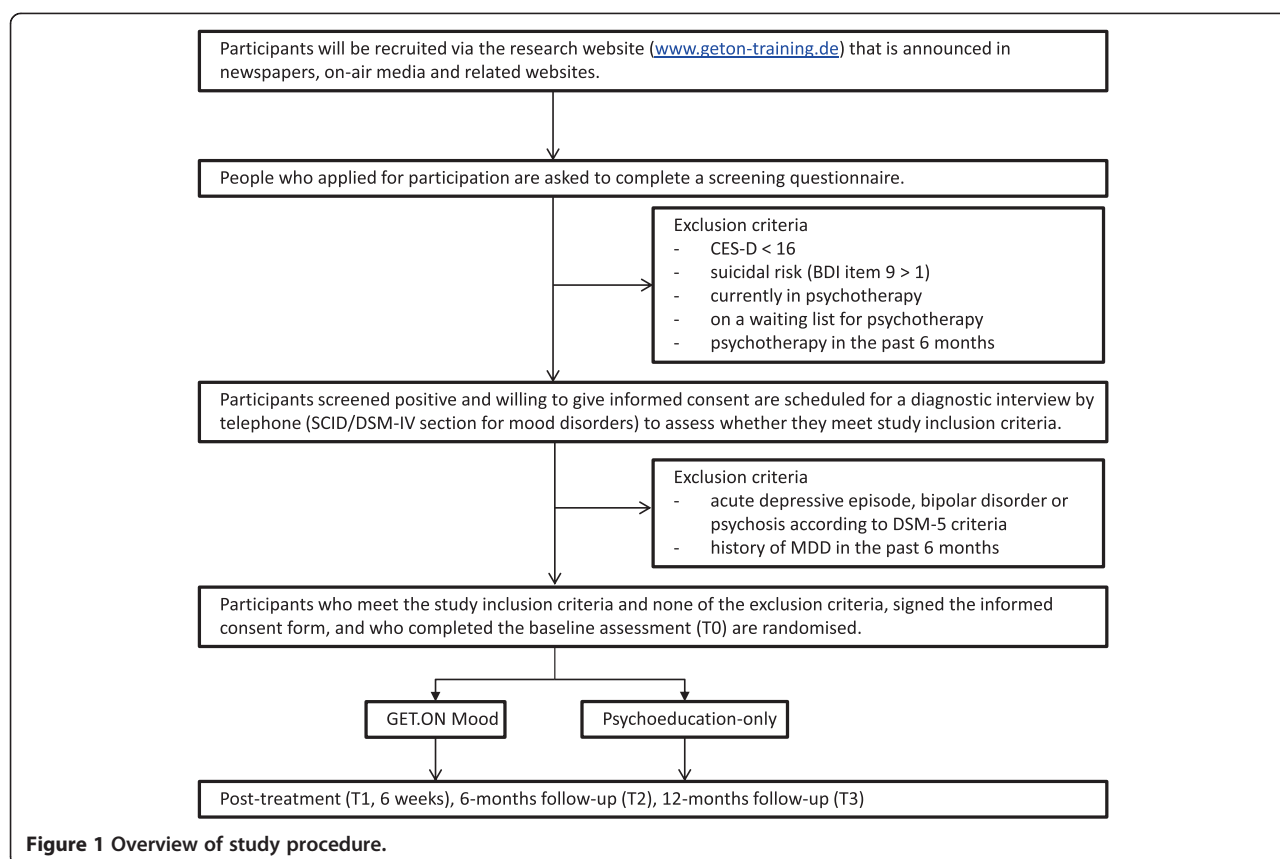 Participants will be recruited via the research website (www.geton-training.de) that is announced in
newspapers, on-air media and related websites.
People who applied for participation are asked to complete a screening questionnaire.
Exclusion criteria
- CES-D < 16
- suicidal risk (BDI item 9 > 1)
- currently in psychotherapy
- on a waiting list for psychotherapy
- psychotherapy in the past 6 months
Participants screened positive and willing to give informed consent are scheduled for a diagnostic interview by
telephone (SCID/DSM-IV section for mood disorders) to assess whether they meet study inclusion criteria.
Exclusion criteria
- acute depressive episode, bipolar disorder or
psychosis according to DSM-5 criteria
- history of MDD in the past 6 months
Participants who meet the study inclusion criteria and none of the exclusion criteria, signed the informed
consent form, and who completed the baseline assessment (T0) are randomised.
GET.ON Mood
Psychoeducation-only
Post-treatment (T1, 6 weeks), 6-months follow-up (T2), 12-months follow-up (T3)
Figure 1 Overview of study procedure.